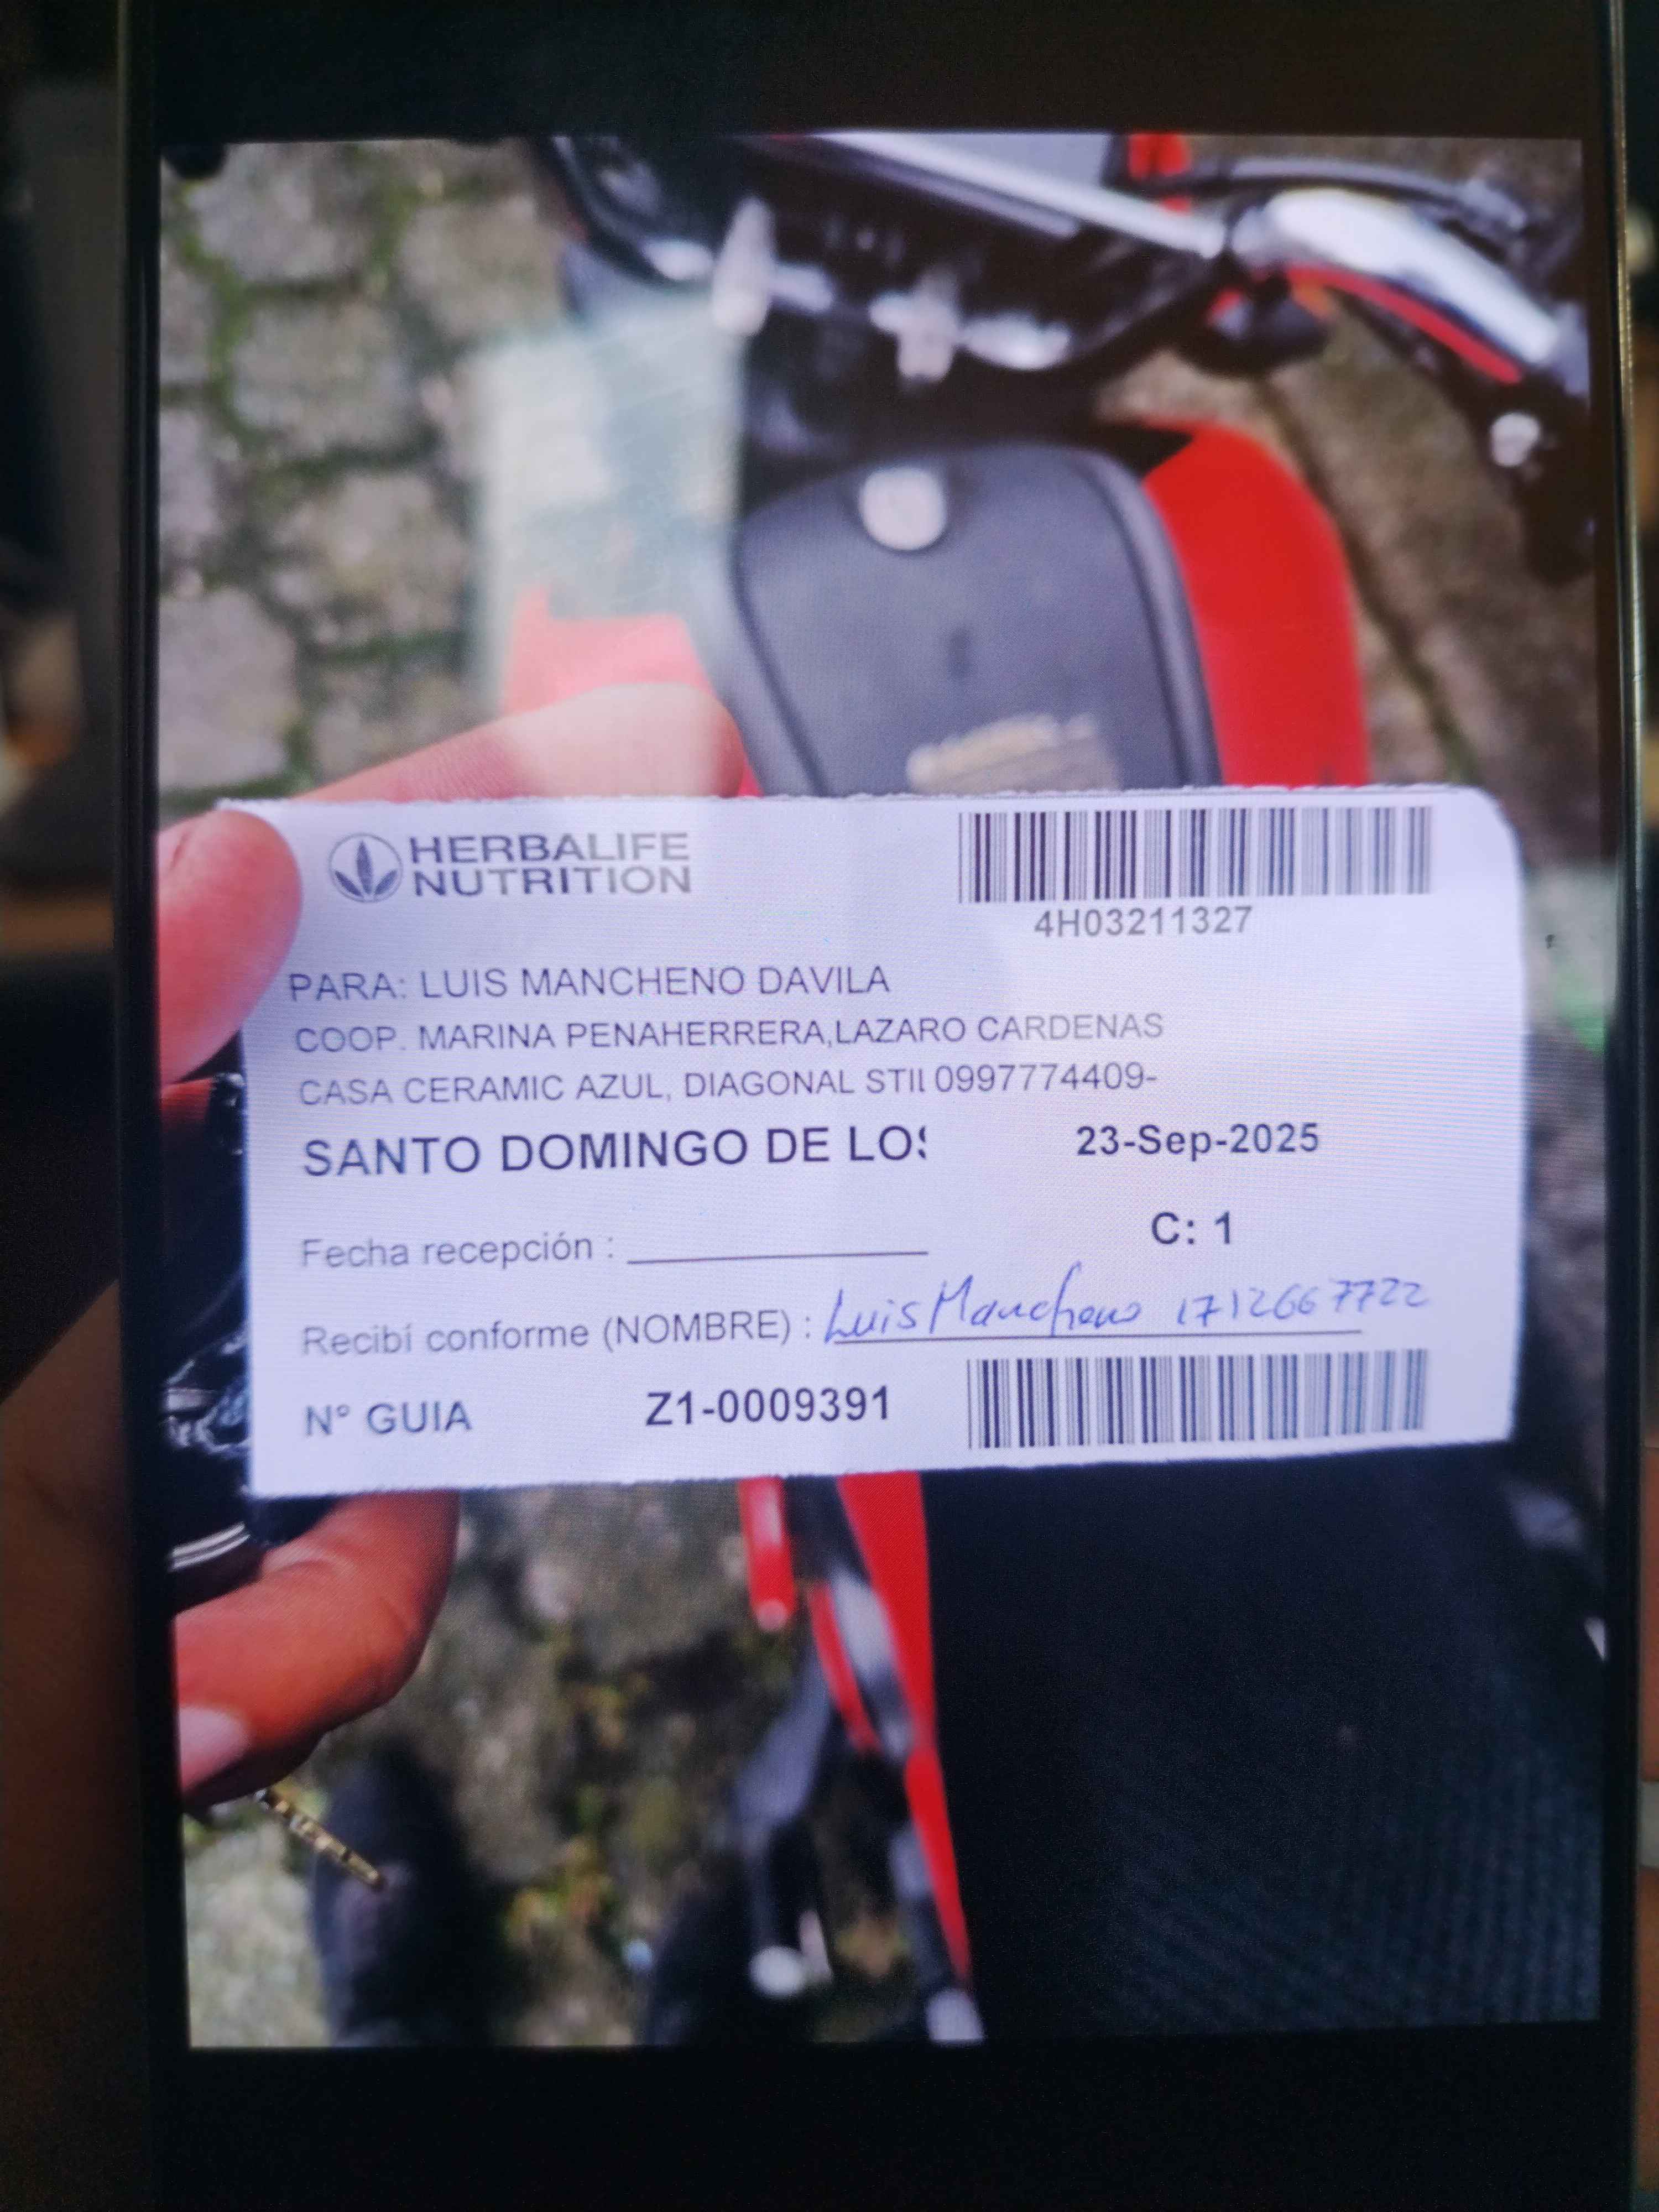 HERBALIFE
NUTRITION
4H03211327
PARA: LUIS MANCHENO DAVILA
COOP. MARINA PENAHERRERA,LAZARO CARDENAS
CASA CERAMIC AZUL, DIAGONAL STIL 0997774409-
SANTO DOMINGO DE LOS 23-Sep-2025
Fecha recepción : C: 1
Recibí conforme (NOMBRE) : Luis Mancheno 1712667722
N° GUIA Z1-0009391